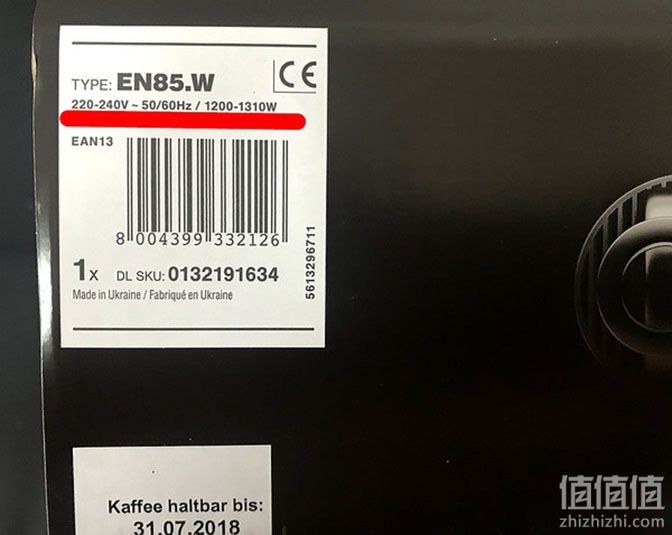 TYPE: EN85.W
CE
220-240V ~ 50/60Hz / 1200-1310W
EAN13
8 004399 332126
5613296711
1x DL SKU: 0132191634
Made in Ukraine / Fabriqué en Ukraine
Kaffee haltbar bis:
31.07.2018
值值值
zhizhizhi.com